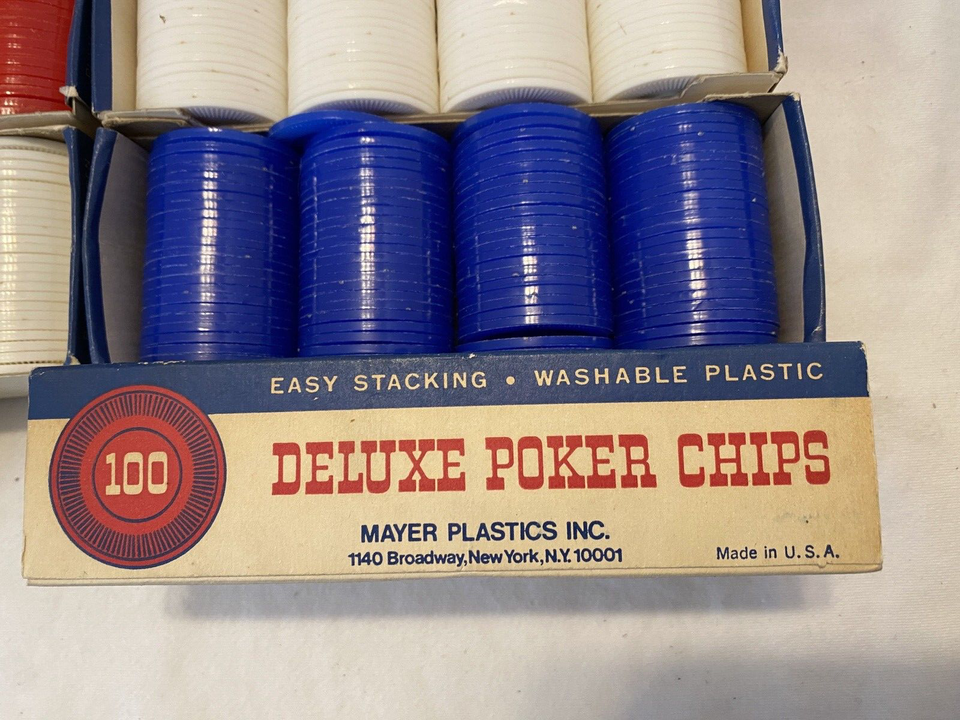 EASY STACKING • WASHABLE PLASTIC
100
DELUXE POKER CHIPS
MAYER PLASTICS INC.
1140 Broadway, New York, N.Y. 10001
Made in U.S.A.